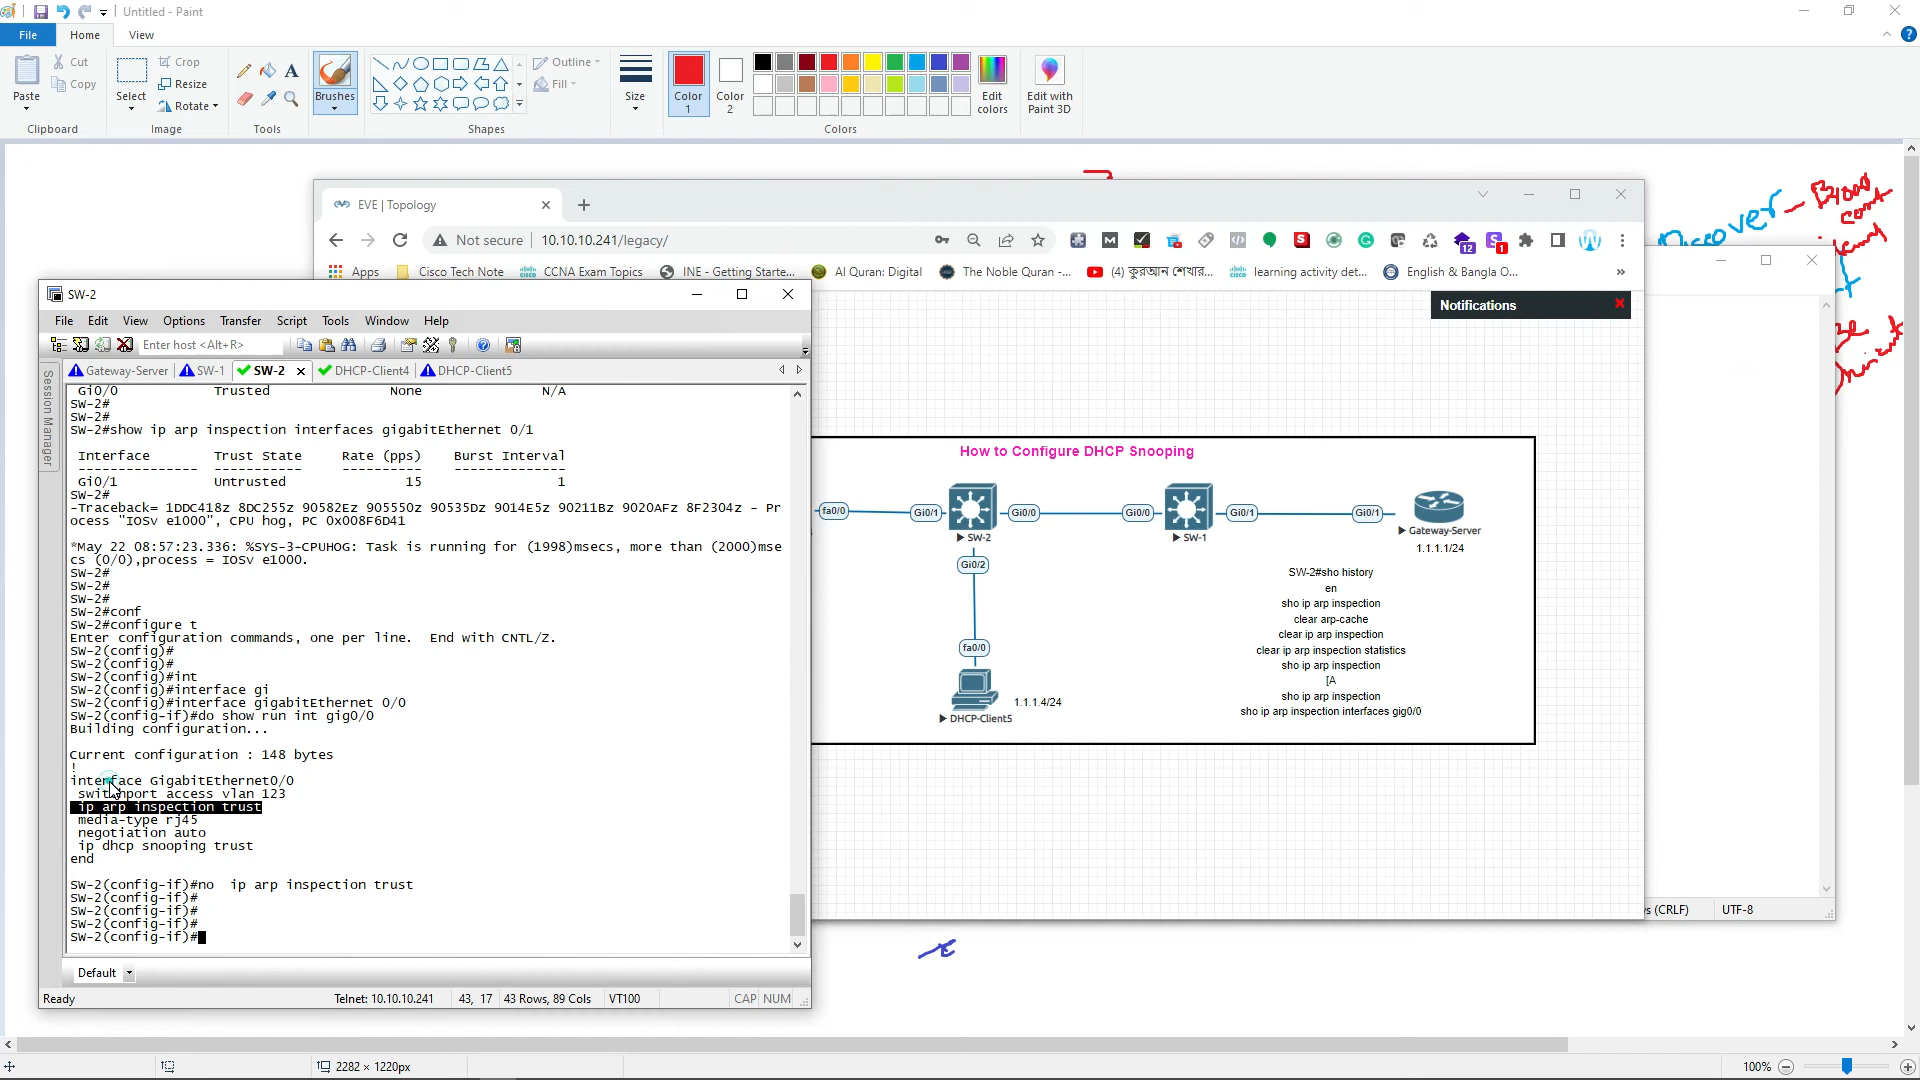 Untitled - Paint
File
Home
View
Cut
Copy
Paste
Clipboard
Crop
Resize
Rotate
Select
Image
Tools
Brushes
Outline
Fill
Shapes
Size
Color 1
Color 2
Edit colors
Edit with Paint 3D
Colors
EVE | Topology
Not secure
10.10.10.241/legacy/
12
1
Apps
Cisco Tech Note
CCNA Exam Topics
INE - Getting Starte...
Al Quran: Digital
The Noble Quran -...
(4) কুরআন শেখার...
learning activity det...
English & Bangla O...
»
Notifications
SW-2
File Edit View Options Transfer Script Tools Window Help
Enter host <Alt+R>
Session Manager
Gateway-Server
SW-1
SW-2
DHCP-Client4
DHCP-Client5
Gi0/0 Trusted None N/A
SW-2#
SW-2#
SW-2#show ip arp inspection interfaces gigabitEthernet 0/1
Interface Trust State Rate (pps) Burst Interval
--------------- ----------- ---------- --------------
Gi0/1 Untrusted 15 1
SW-2#
-Traceback= 1DDC418z 8DC255z 90582Ez 905550z 90535Dz 9014E5z 90211Bz 9020AFz 8F2304z - Pr
ocess "IOSv e1000", CPU hog, PC 0x008F6D41
*May 22 08:57:23.336: %SYS-3-CPUHOG: Task is running for (1998)msecs, more than (2000)mse
cs (0/0),process = IOSv e1000.
SW-2#
SW-2#
SW-2#
SW-2#conf
SW-2#configure t
Enter configuration commands, one per line. End with CNTL/Z.
SW-2(config)#
SW-2(config)#
SW-2(config)#int
SW-2(config)#interface gi
SW-2(config)#interface gigabitEthernet 0/0
SW-2(config-if)#do show run int gig0/0
Building configuration...
Current configuration : 148 bytes
!
interface GigabitEthernet0/0
switchport access vlan 123
ip arp inspection trust
media-type rj45
negotiation auto
ip dhcp snooping trust
end
SW-2(config-if)#no ip arp inspection trust
SW-2(config-if)#
SW-2(config-if)#
SW-2(config-if)#
SW-2(config-if)#
Default
Ready
Telnet: 10.10.10.241
43, 17
43 Rows, 89 Cols
VT100
CAP NUM
How to Configure DHCP Snooping
fa0/0
Gi0/1
Gi0/0
Gi0/0
Gi0/1
Gi0/1
SW-2
SW-1
Gateway-Server
1.1.1.1/24
Gi0/2
fa0/0
1.1.1.4/24
DHCP-Client5
SW-2#sho history
en
sho ip arp inspection
clear arp-cache
clear ip arp inspection
clear ip arp inspection statistics
sho ip arp inspection
[A
sho ip arp inspection
sho ip arp inspection interfaces gig0/0
(CRLF)
UTF-8
2282 × 1220px
100%